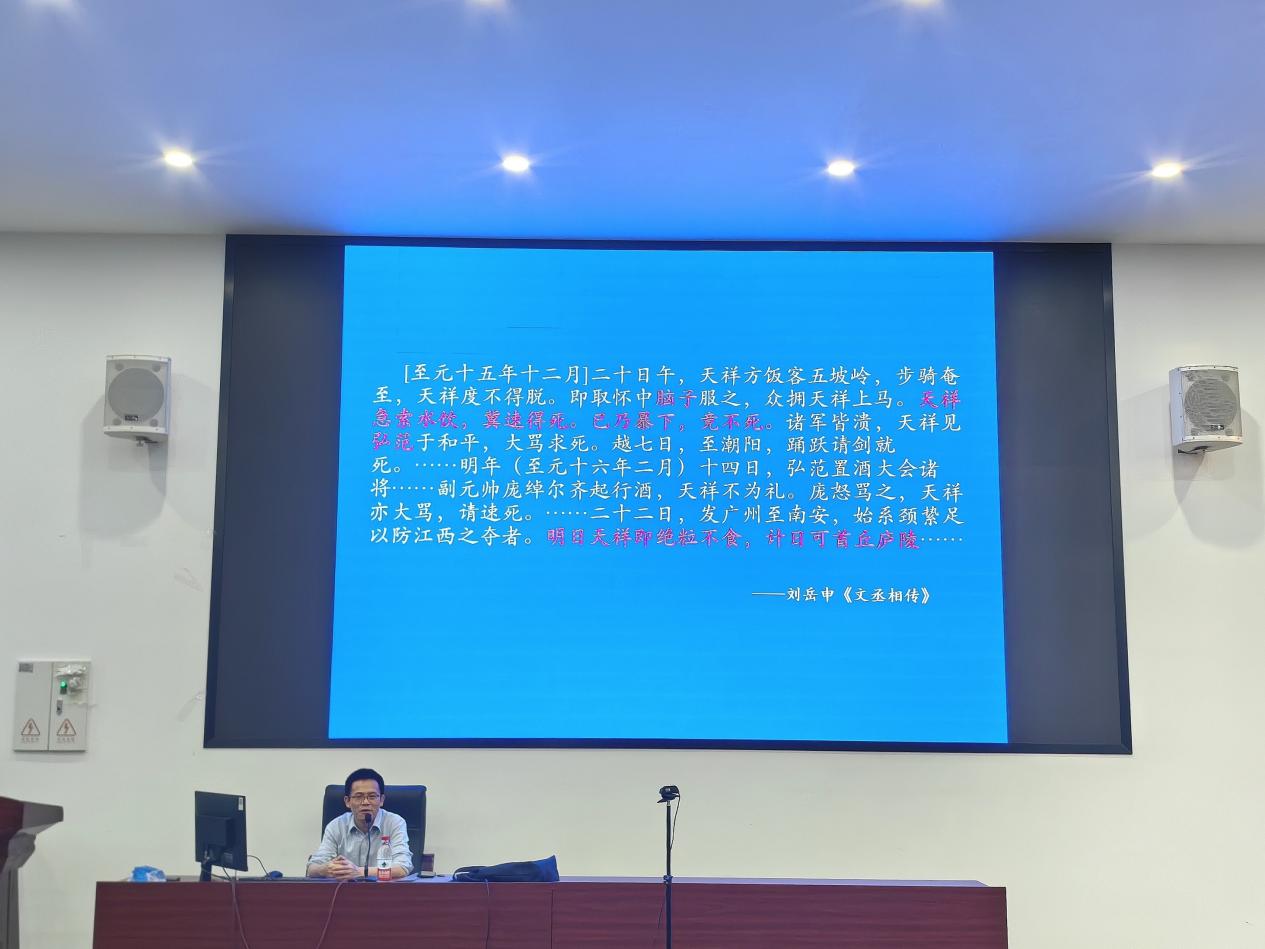 [至元十五年十二月]二十日午，天祥方饭客五坡岭，步骑奄
至，天祥度不得脱。即取怀中脑子服之，众拥天祥上马。天祥
急索水饮，冀速得死。已乃暴下，竟不死。诸军皆溃，天祥见
弘范于和平，大骂求死。越七日，至潮阳，踊跃请剑就
死。……明年（至元十六年二月）十四日，弘范置酒大会诸
将……副元帅庞绰尔齐起行酒，天祥不为礼。庞怒骂之，天祥
亦大骂，请速死。……二十二日，发广州至南安，始系颈絷足
以防江西之夺者。明日天祥即绝粒不食，计日可首丘庐陵……
——刘岳申《文丞相传》